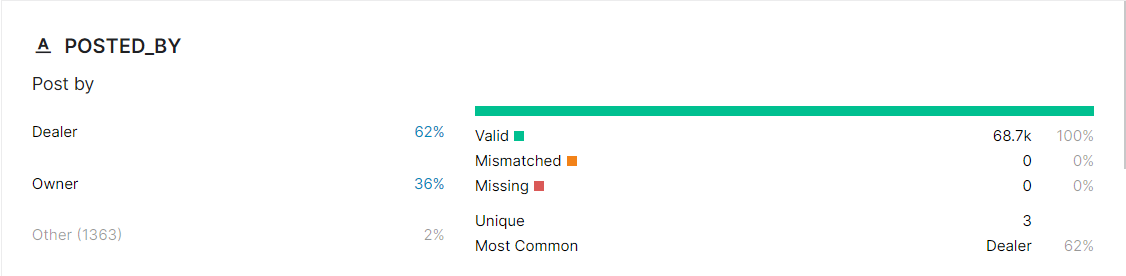 A POSTED_BY
Post by
Dealer 62%
Owner 36%
Other (1363) 2%
Valid 68.7k 100%
Mismatched 0 0%
Missing 0 0%
Unique 3
Most Common Dealer 62%